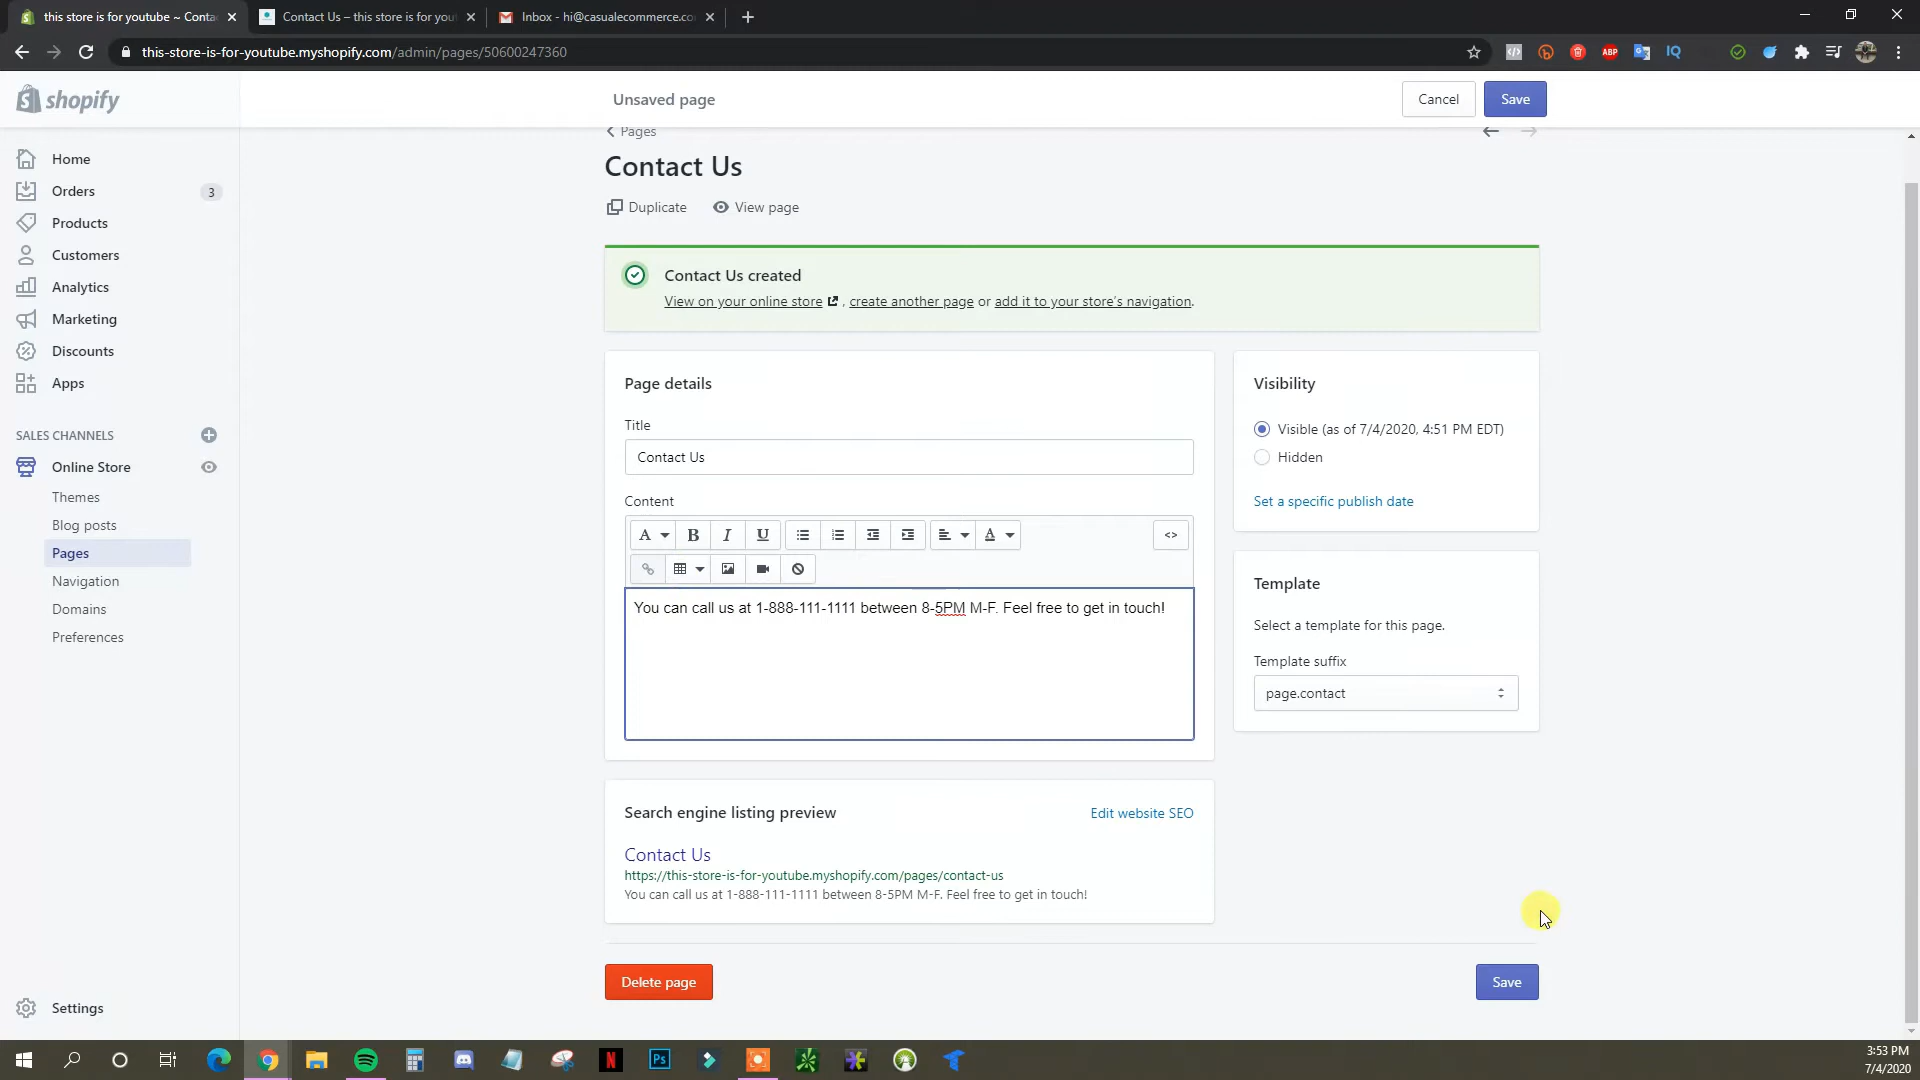 this store is for youtube ~ Conta
Contact Us – this store is for you
Inbox - hi@casualecommerce.co
this-store-is-for-youtube.myshopify.com/admin/pages/50600247360
ABP
IQ
shopify
Unsaved page
Cancel
Save
Pages
Contact Us
Duplicate
View page
Home
Orders
3
Products
Customers
Analytics
Marketing
Discounts
Apps
SALES CHANNELS
Online Store
Themes
Blog posts
Pages
Navigation
Domains
Preferences
Settings
Contact Us created
View on your online store , create another page or add it to your store's navigation.
Page details
Title
Contact Us
Content
A
B
I
U
A
<>
You can call us at 1-888-111-1111 between 8-5PM M-F. Feel free to get in touch!
Visibility
Visible (as of 7/4/2020, 4:51 PM EDT)
Hidden
Set a specific publish date
Template
Select a template for this page.
Template suffix
page.contact
Search engine listing preview
Edit website SEO
Contact Us
https://this-store-is-for-youtube.myshopify.com/pages/contact-us
You can call us at 1-888-111-1111 between 8-5PM M-F. Feel free to get in touch!
Delete page
Save
N
Ps
3:53 PM
7/4/2020